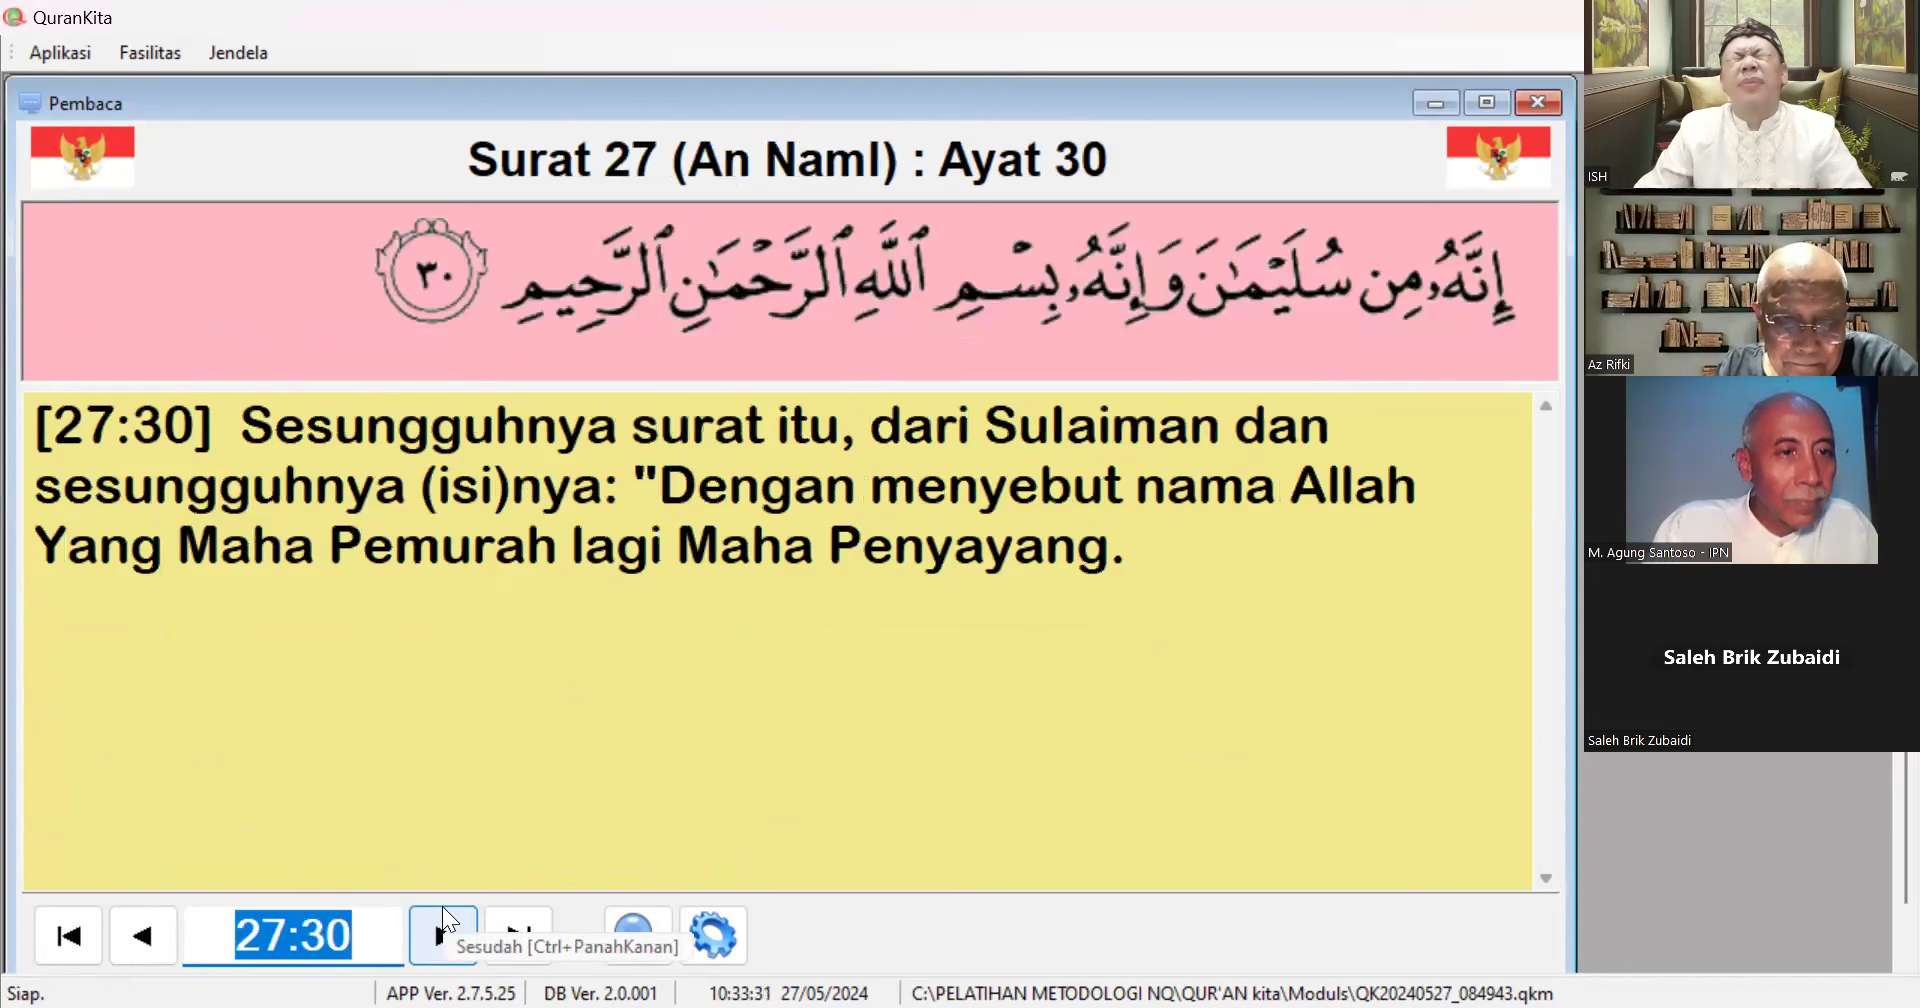 QuranKita
Aplikasi Fasilitas Jendela
Pembaca
Surat 27 (An Naml) : Ayat 30
إِنَّهُۥ مِن سُلَيْمَـٰنَ وَإِنَّهُۥ بِسْمِ ٱللَّهِ ٱلرَّحْمَـٰنِ ٱلرَّحِيمِ ٣٠
[27:30] Sesungguhnya surat itu, dari Sulaiman dan
sesungguhnya (isi)nya: "Dengan menyebut nama Allah
Yang Maha Pemurah lagi Maha Penyayang.
27:30
Sesudah [Ctrl+PanahKanan]
Siap. APP Ver. 2.7.5.25 DB Ver. 2.0.001 10:33:31 27/05/2024 C:\PELATIHAN METODOLOGI NQ\QUR'AN kita\Moduls\QK20240527_084943.qkm
ISH
Az Rifki
M. Agung Santoso - IPN
Saleh Brik Zubaidi
Saleh Brik Zubaidi